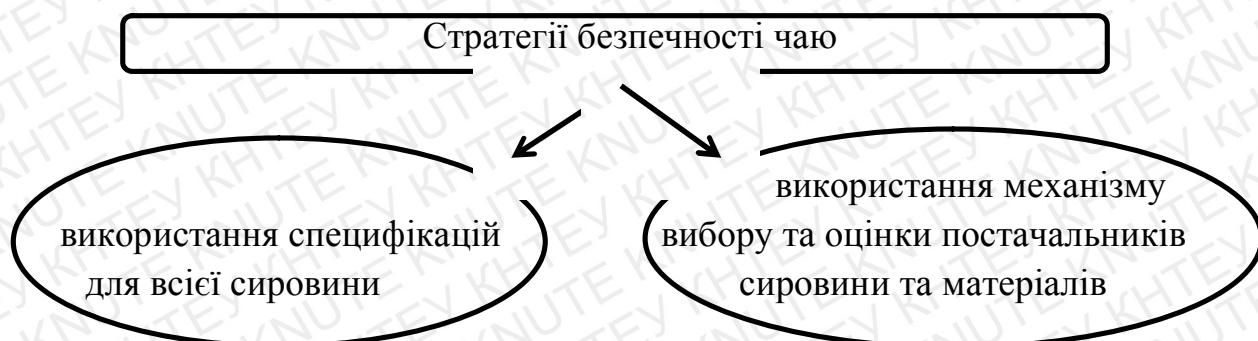 Стратегії безпечності чаю
використання специфікацій
для всієї сировини
використання механізму
вибору та оцінки постачальників
сировини та матеріалів